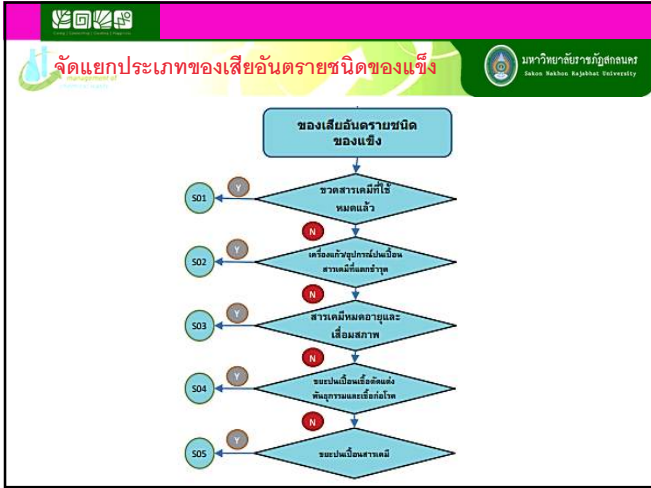 จัดแยกประเภทของเสียอันตรายชนิดของแข็ง
management of
มหาวิทยาลัยราชภัฏสกลนคร
Sakon Nakhon Rajabhat University
ของเสียอันตรายชนิด
ของแข็ง
ขวดสารเคมีที่ใช้
หมดแล้ว
Y
S01
N
เครื่องแก้ว/อุปกรณ์ปนเปื้อน
สารเคมีที่แตกชำรุด
Y
S02
N
สารเคมีหมดอายุและ
เสื่อมสภาพ
Y
S03
N
ขยะปนเปื้อนเชื้อตัดแต่ง
พันธุกรรมและเชื้อก่อโรค
Y
S04
N
ขยะปนเปื้อนสารเคมี
Y
S05